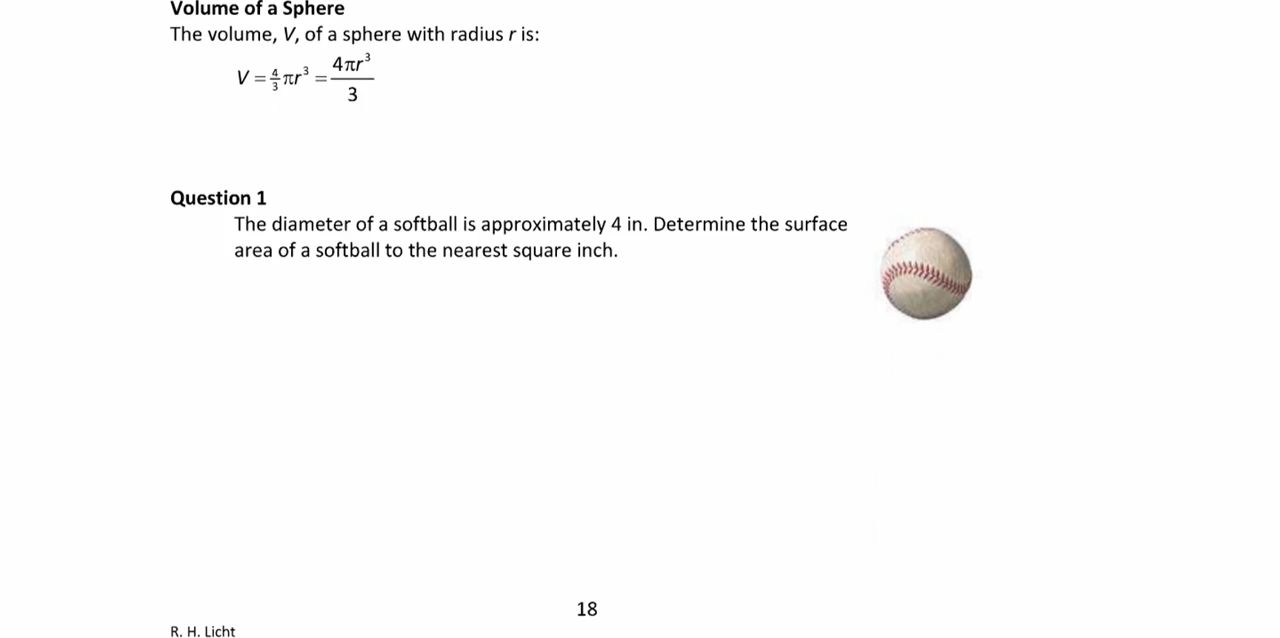 Volume of a Sphere
The volume, V, of a sphere with radius r is:
V = 4/3 πr³ = 4πr³/3
Question 1
The diameter of a softball is approximately 4 in. Determine the surface
area of a softball to the nearest square inch.
18
R. H. Licht